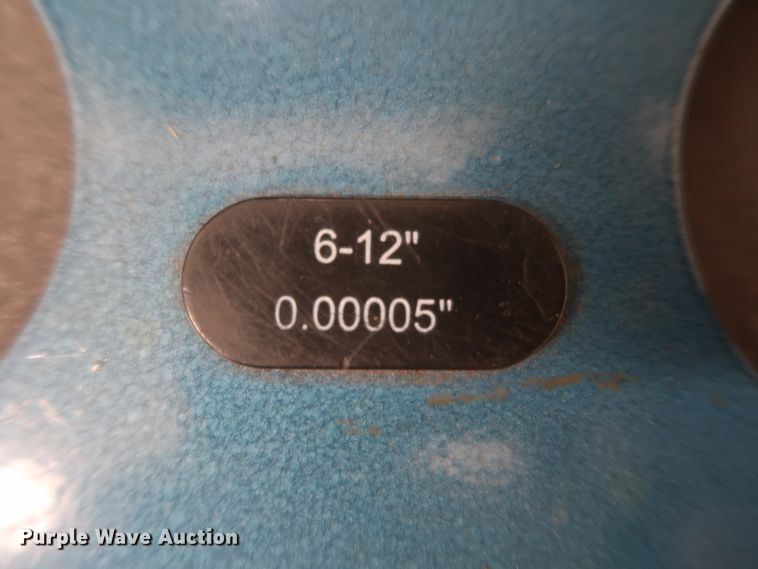 6-12"
0.00005"
Purple Wave Auction